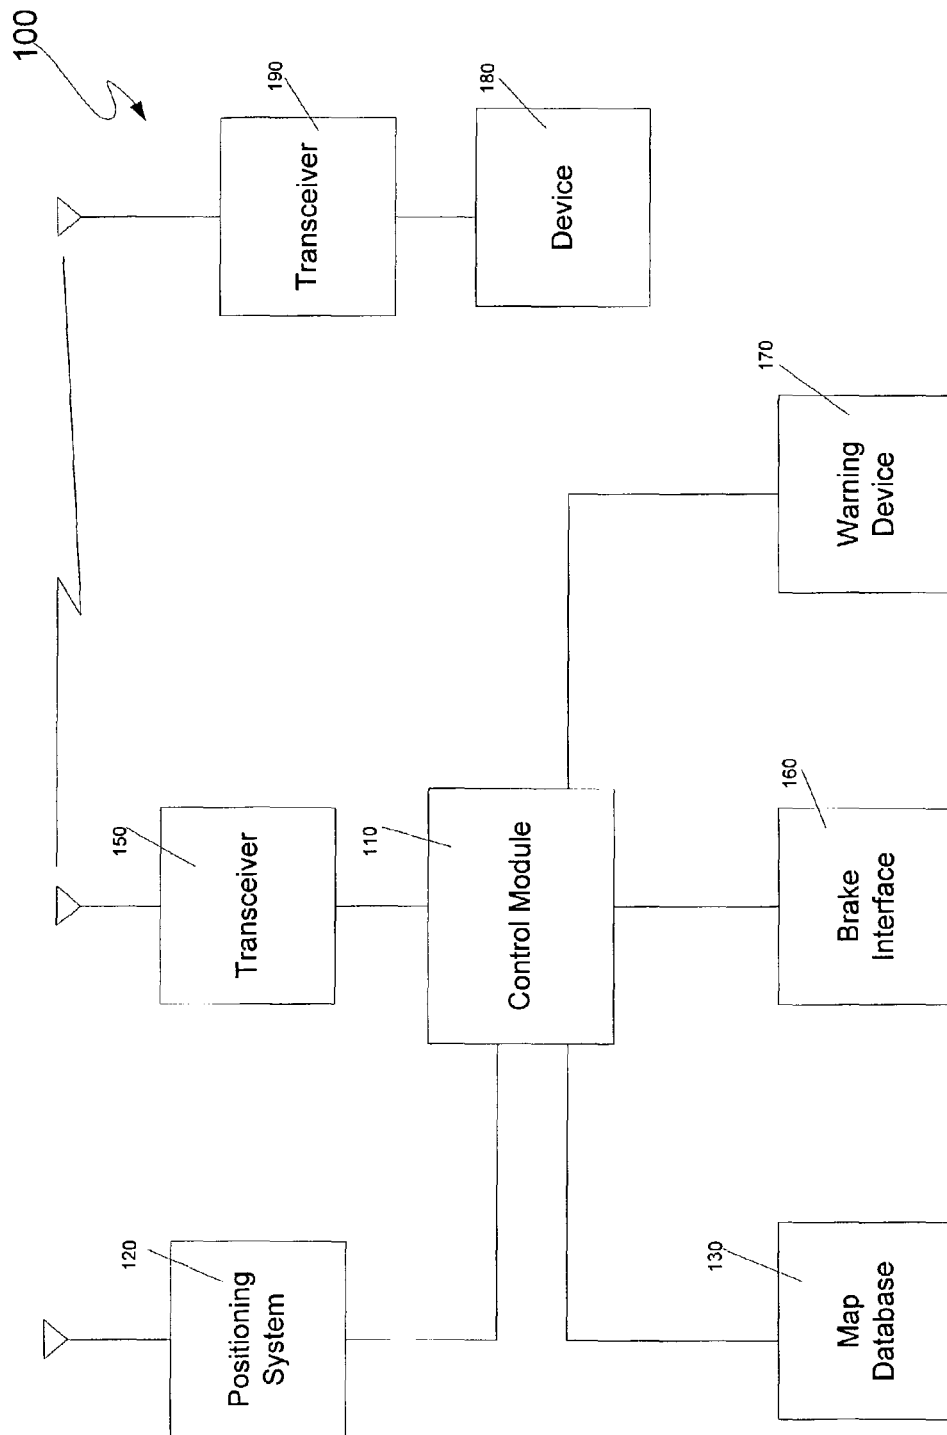 100
190
Transceiver
180
Device
150
Transceiver
110
Control Module
170
Warning
Device
160
Brake
Interface
120
Positioning
System
130
Map
Database